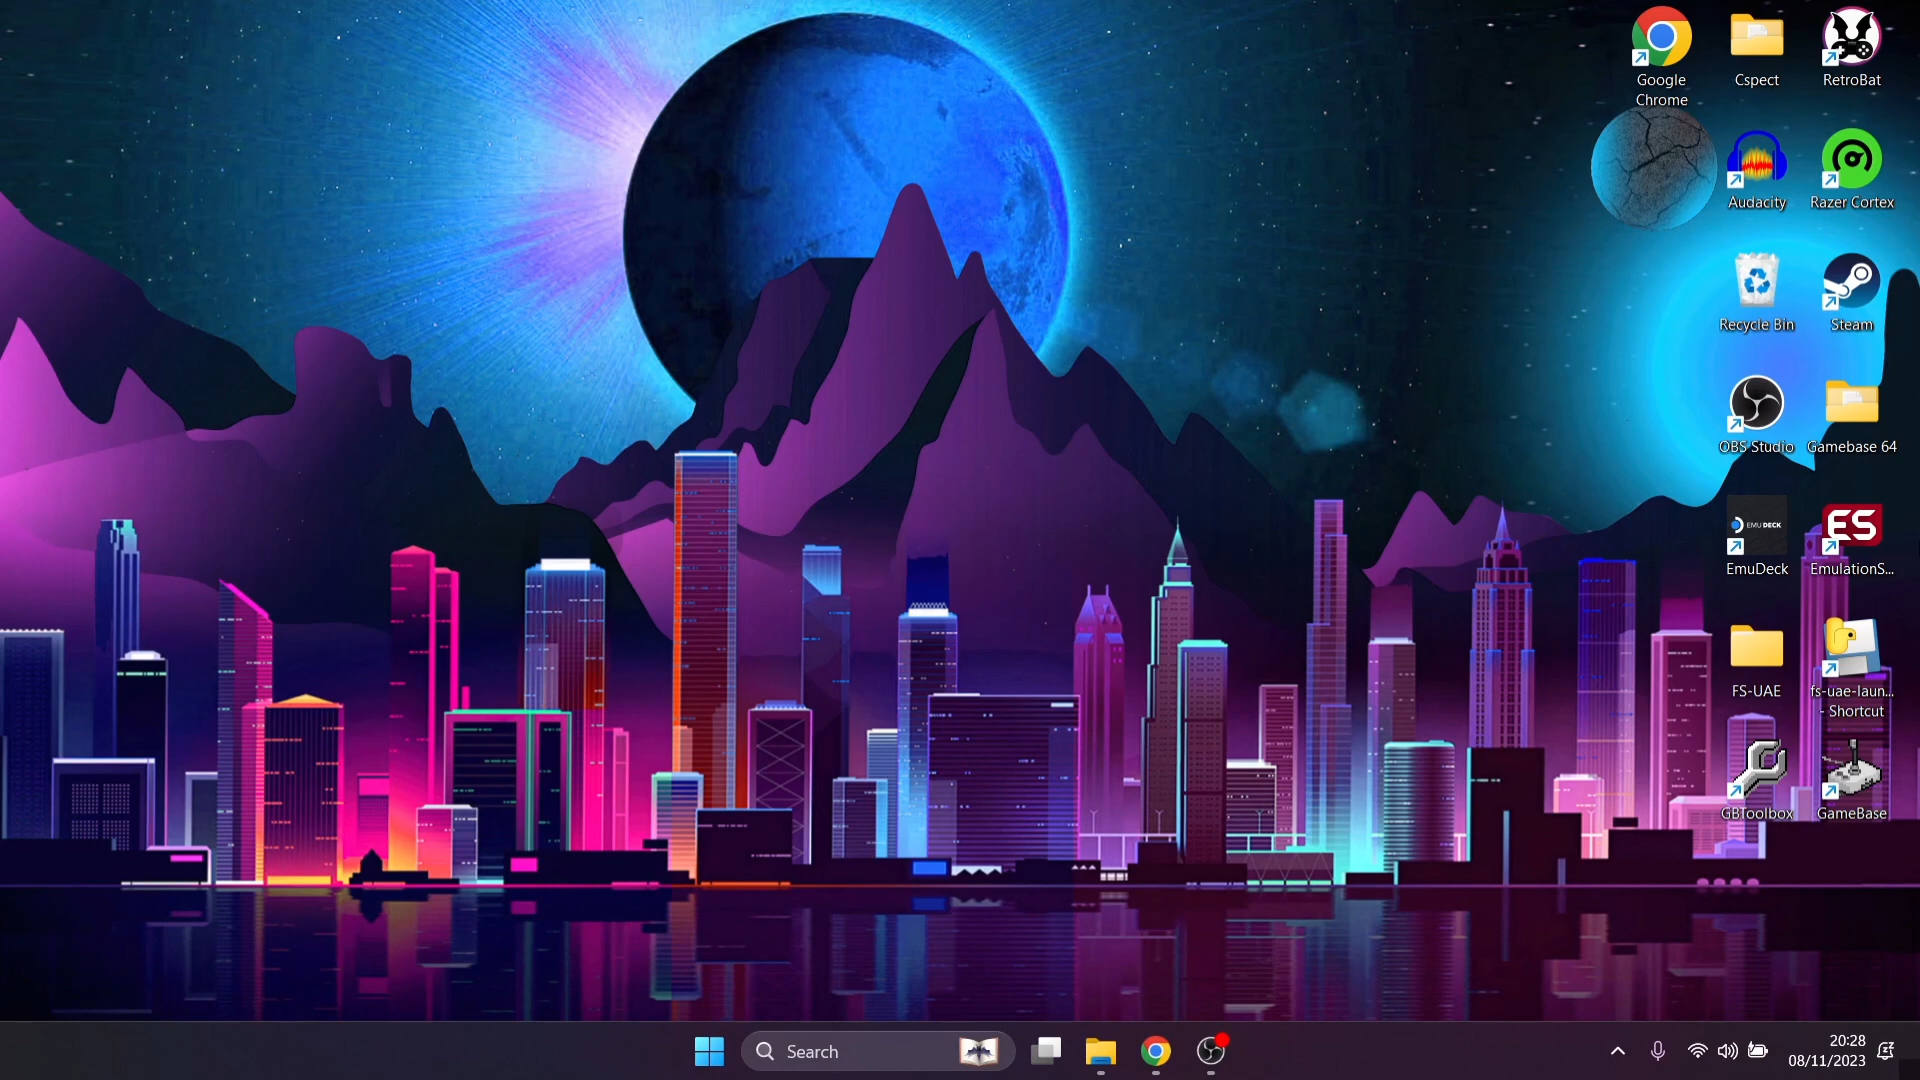 Google
Chrome
Cspect
RetroBat
Audacity
Razer Cortex
Recycle Bin
Steam
OBS Studio
Gamebase 64
EMU DECK
ES
EmuDeck
EmulationS...
FS-UAE
fs-uae-laun...
- Shortcut
GBToolbox
GameBase
Search
20:28
08/11/2023